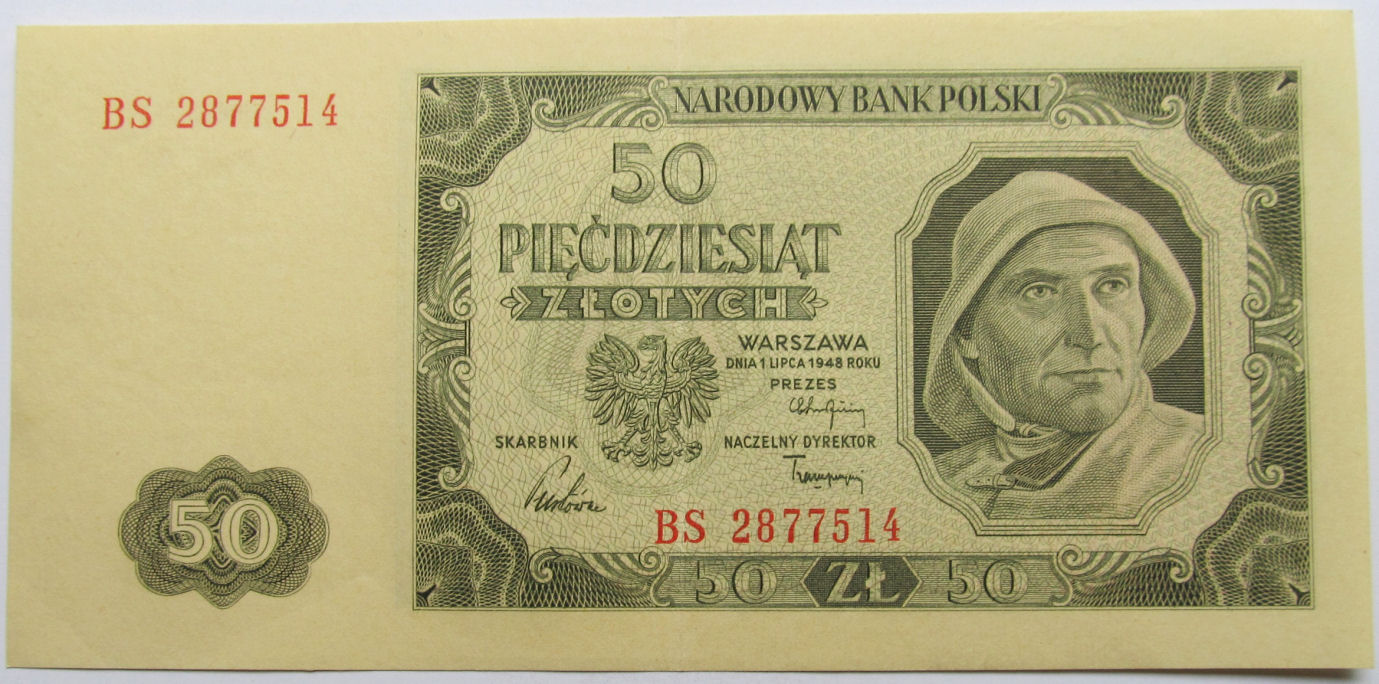 BS 2877514
NARODOWY BANK POLSKI
50
PIĘĆDZIESIĄT
ZŁOTYCH
WARSZAWA
DNIA 1 LIPCA 1948 ROKU
PREZES
SKARBNIK
NACZELNY DYREKTOR
BS 2877514
50
50 ZŁ 50